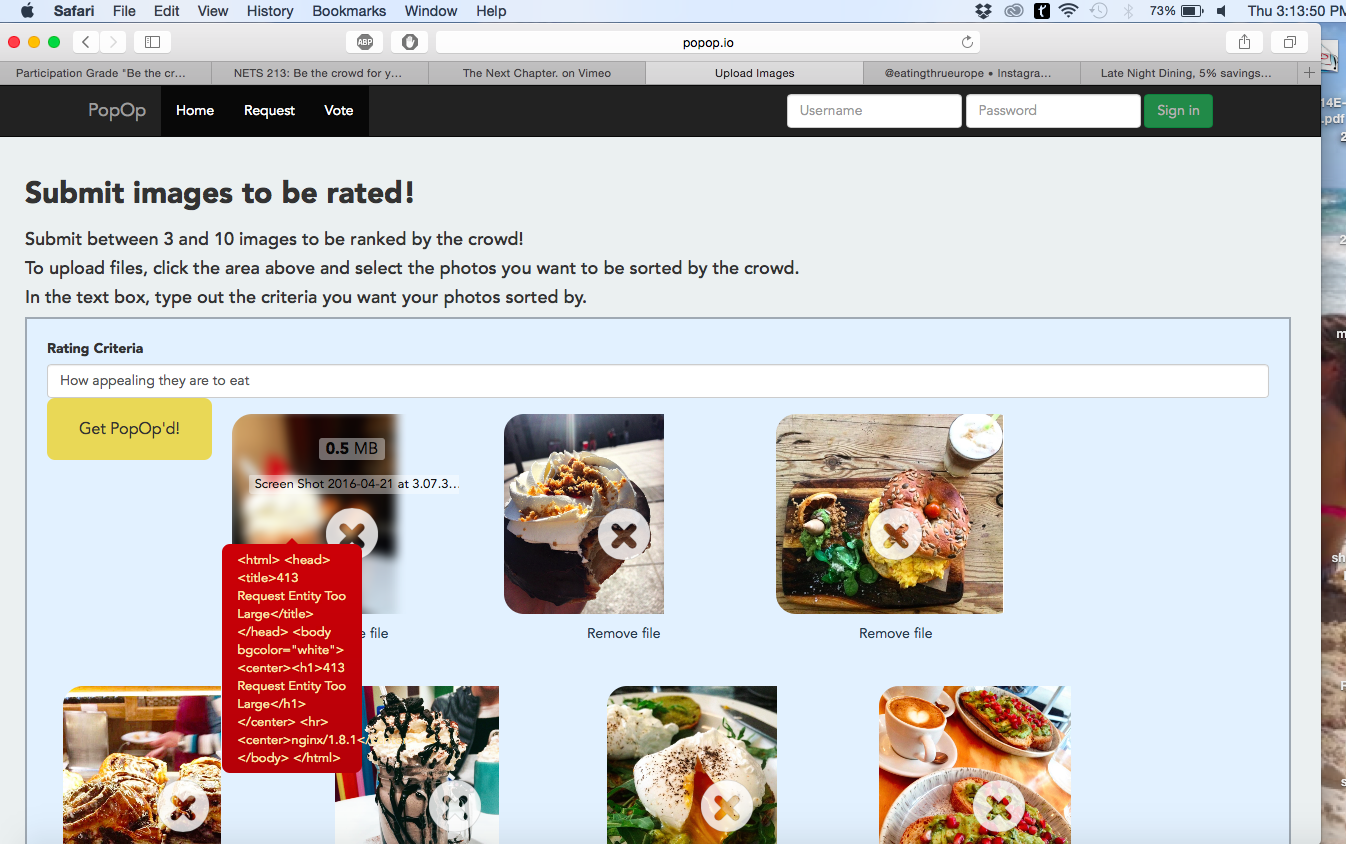 Safari File Edit View History Bookmarks Window Help 73% Thu 3:13:50 PM
popop.io
ABP
Participation Grade "Be the cr... NETS 213: Be the crowd for y... The Next Chapter. on Vimeo Upload Images @eatingthrueurope • Instagra... Late Night Dining, 5% savings...
PopOp Home Request Vote Username Password Sign in
Submit images to be rated!
Submit between 3 and 10 images to be ranked by the crowd!
To upload files, click the area above and select the photos you want to be sorted by the crowd.
In the text box, type out the criteria you want your photos sorted by.
Rating Criteria
How appealing they are to eat
Get PopOp'd!
0.5 MB
Screen Shot 2016-04-21 at 3.07.3...
<html> <head>
<title>413
Request Entity Too
Large</title>
</head> <body
bgcolor="white">
<center><h1>413
Request Entity Too
Large</h1>
</center> <hr>
<center>nginx/1.8.1</
</body> </html>
file
Remove file
Remove file
14E-
.pdf